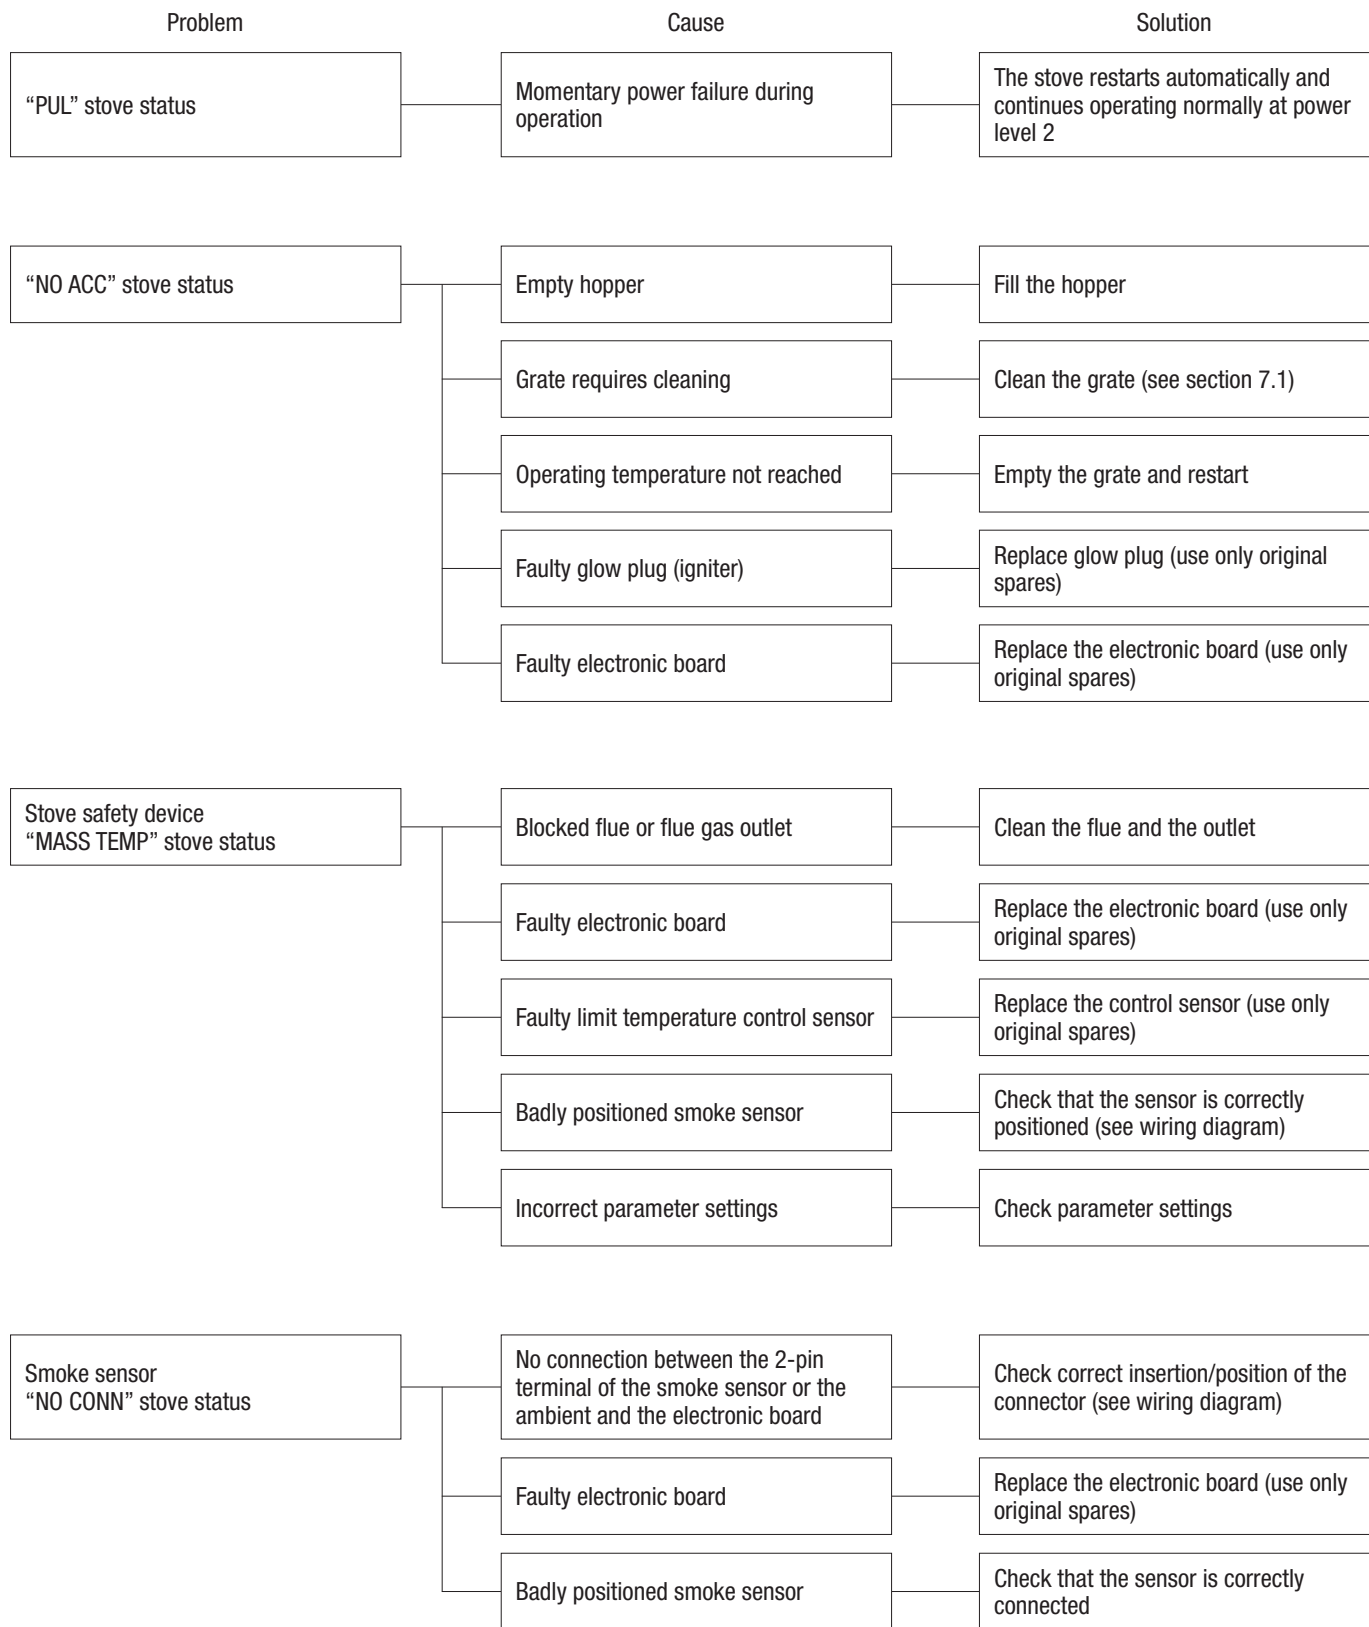 Problem
Cause
Solution
“PUL” stove status
Momentary power failure during
operation
The stove restarts automatically and
continues operating normally at power
level 2
“NO ACC” stove status
Empty hopper
Fill the hopper
Grate requires cleaning
Clean the grate (see section 7.1)
Operating temperature not reached
Empty the grate and restart
Faulty glow plug (igniter)
Replace glow plug (use only original
spares)
Faulty electronic board
Replace the electronic board (use only
original spares)
Stove safety device
“MASS TEMP” stove status
Blocked flue or flue gas outlet
Clean the flue and the outlet
Faulty electronic board
Replace the electronic board (use only
original spares)
Faulty limit temperature control sensor
Replace the control sensor (use only
original spares)
Badly positioned smoke sensor
Check that the sensor is correctly
positioned (see wiring diagram)
Incorrect parameter settings
Check parameter settings
Smoke sensor
“NO CONN” stove status
No connection between the 2-pin
terminal of the smoke sensor or the
ambient and the electronic board
Check correct insertion/position of the
connector (see wiring diagram)
Faulty electronic board
Replace the electronic board (use only
original spares)
Badly positioned smoke sensor
Check that the sensor is correctly
connected